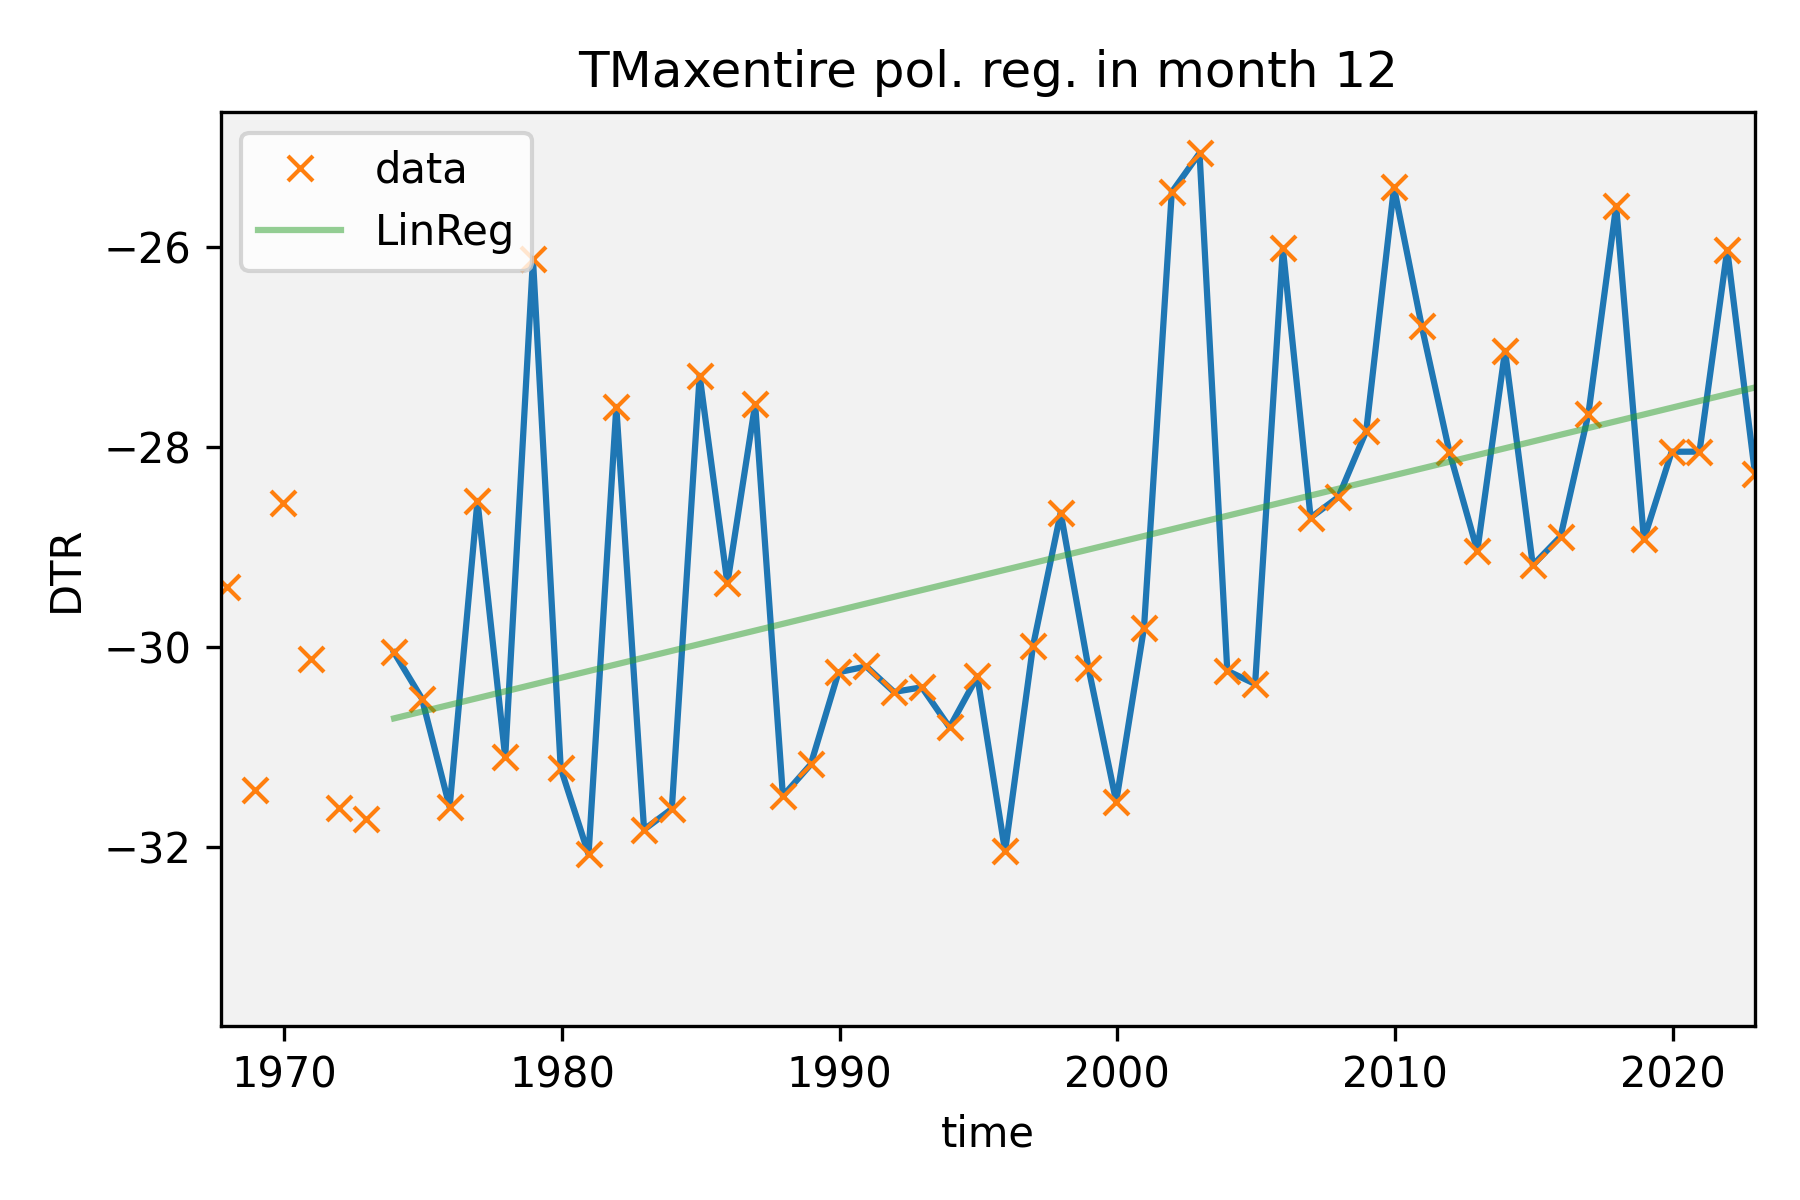 TMaxentire pol. reg. in month 12
data
LinReg
−26
−28
−30
−32
DTR
1970 1980 1990 2000 2010 2020
time